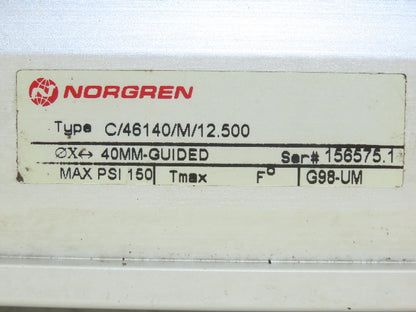 NORGREN
Type C/46140/M/12.500
ØX↔ 40MM-GUIDED Ser# 156575.1
MAX PSI 150 Tmax F° G98-UM